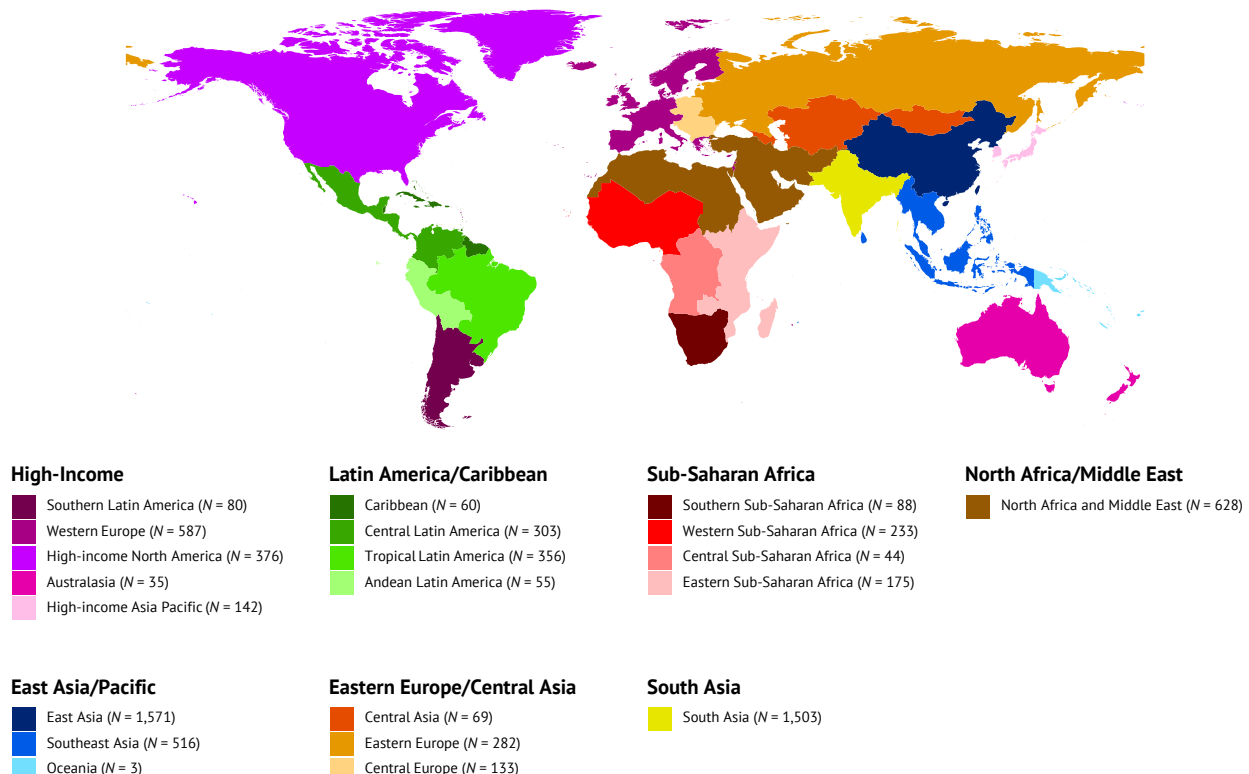 High-Income
Southern Latin America (N = 80)
Western Europe (N = 587)
High-income North America (N = 376)
Australasia (N = 35)
High-income Asia Pacific (N = 142)
Latin America/Caribbean
Caribbean (N = 60)
Central Latin America (N = 303)
Tropical Latin America (N = 356)
Andean Latin America (N = 55)
Sub-Saharan Africa
Southern Sub-Saharan Africa (N = 88)
Western Sub-Saharan Africa (N = 233)
Central Sub-Saharan Africa (N = 44)
Eastern Sub-Saharan Africa (N = 175)
North Africa/Middle East
North Africa and Middle East (N = 628)
East Asia/Pacific
East Asia (N = 1,571)
Southeast Asia (N = 516)
Oceania (N = 3)
Eastern Europe/Central Asia
Central Asia (N = 69)
Eastern Europe (N = 282)
Central Europe (N = 133)
South Asia
South Asia (N = 1,503)